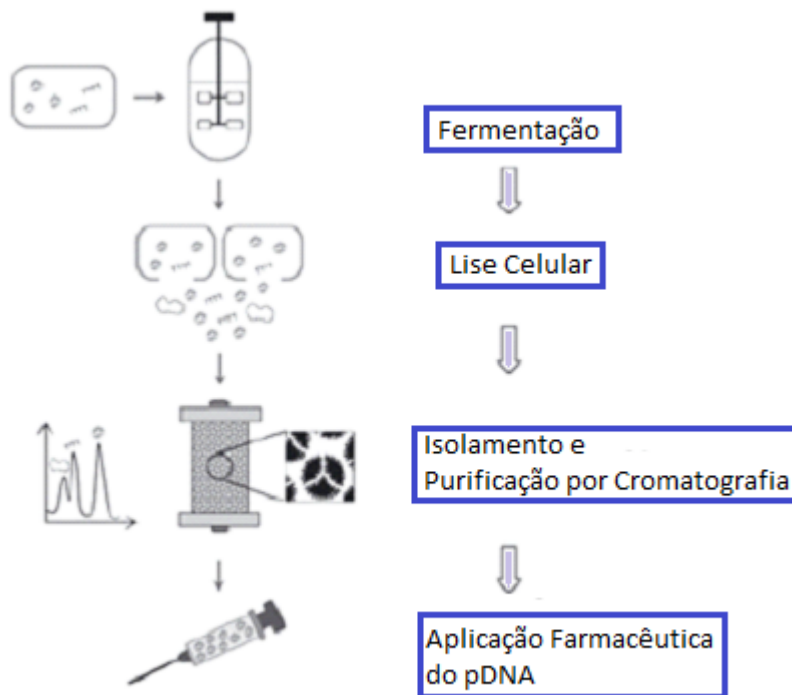 Fermentação
Lise Celular
Isolamento e
Purificação por Cromatografia
Aplicação Farmacêutica
do pDNA